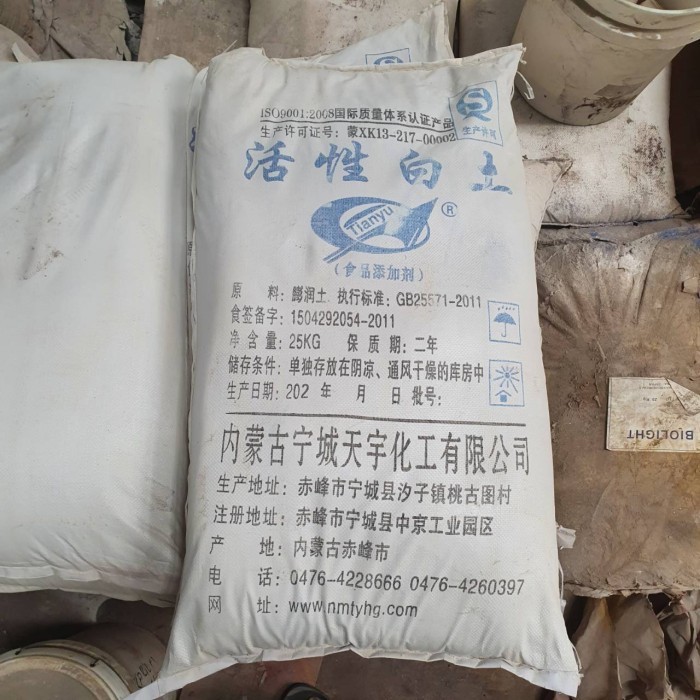 ISO9001:2008国际质量体系认证产品
生产许可证号：蒙XK13-217-00002
生产许可
活性白土
Tianyu ®
（食品添加剂）
原 料：膨润土 执行标准：GB25571-2011
食签备字：1504292054-2011
净 含 量：25KG 保 质 期：二年
储存条件：单独存放在阴凉、通风干燥的库房中
生产日期：202 年 月 日 批号：
内蒙古宁城天宇化工有限公司
生产地址：赤峰市宁城县汐子镇桃古图村
注册地址：赤峰市宁城县中京工业园区
产 地：内蒙古赤峰市
电 话：0476-4228666 0476-4260397
网 址：www.nmtyhg.com
BIOLIGHT